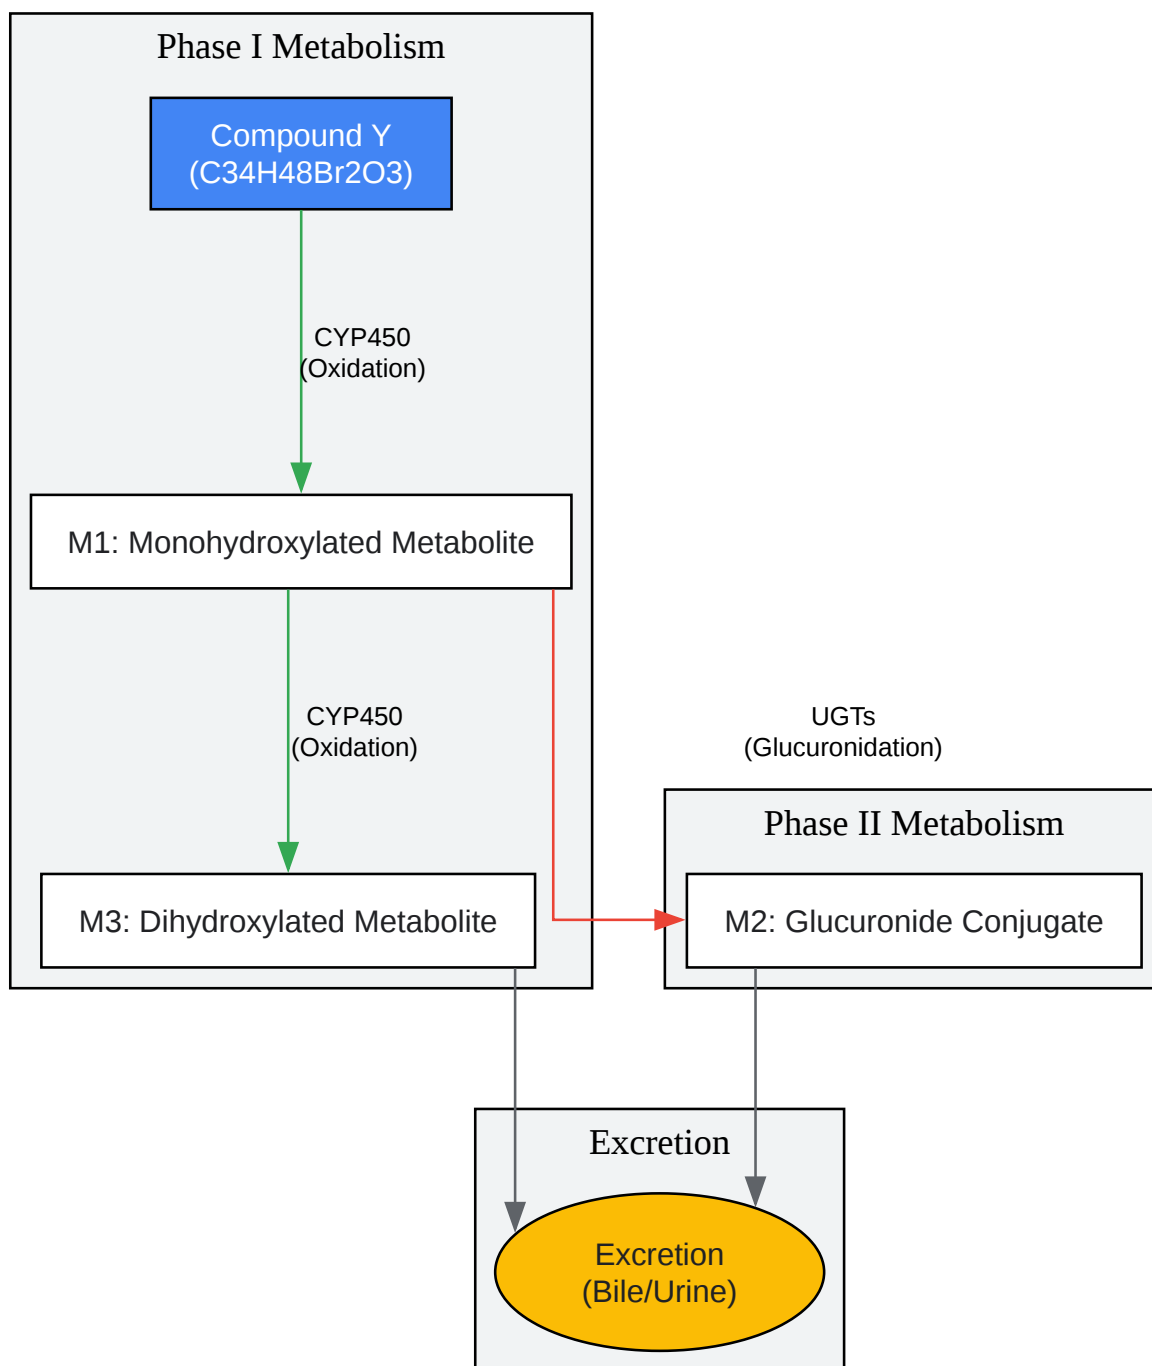 Phase I Metabolism
Compound Y
(C34H48Br2O3)
CYP450
(Oxidation)
M1: Monohydroxylated Metabolite
CYP450
(Oxidation)
UGTs
(Glucuronidation)
Phase II Metabolism
M3: Dihydroxylated Metabolite
M2: Glucuronide Conjugate
Excretion
Excretion
(Bile/Urine)